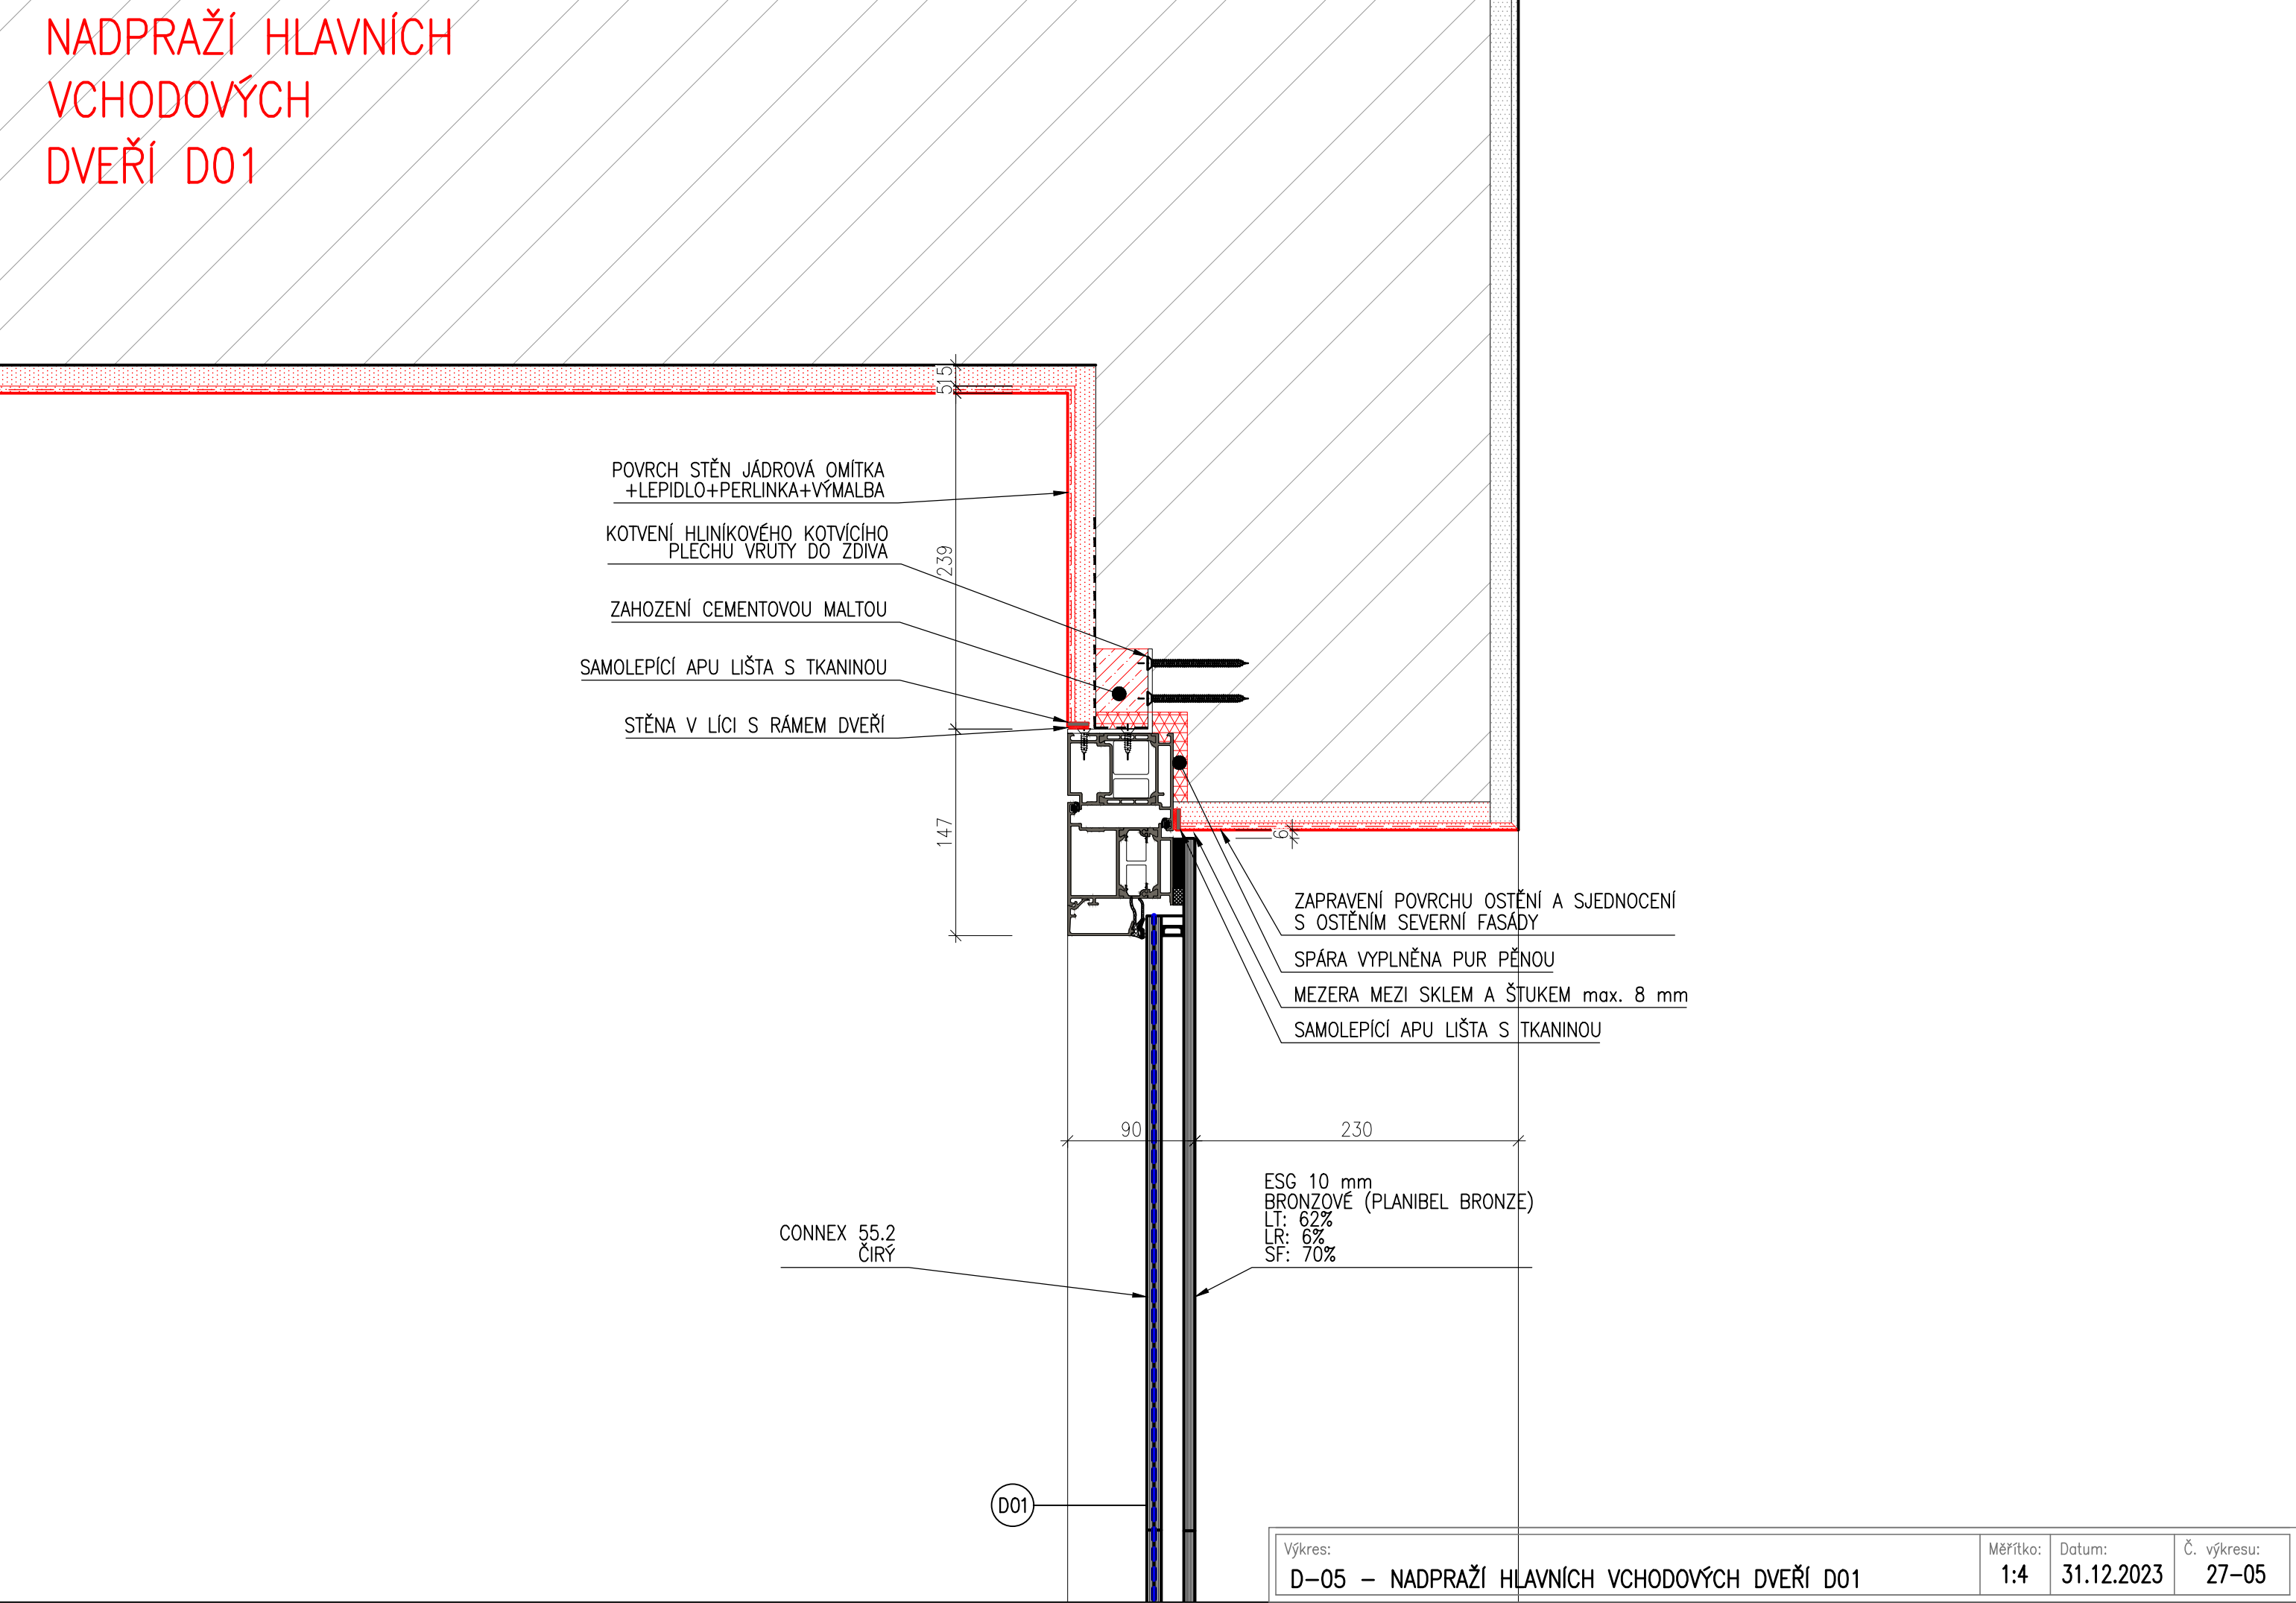 NADPRAŽÍ HLAVNÍCH
VCHODOVÝCH
DVEŘÍ D01
15
5
POVRCH STĚN JÁDROVÁ OMÍTKA
+LEPIDLO+PERLINKA+VÝMALBA
KOTVENÍ HLINÍKOVÉHO KOTVÍCÍHO
PLECHU VRUTY DO ZDIVA
239
ZAHOZENÍ CEMENTOVOU MALTOU
SAMOLEPÍCÍ APU LIŠTA S TKANINOU
STĚNA V LÍCI S RÁMEM DVEŘÍ
147
6
ZAPRAVENÍ POVRCHU OSTĚNÍ A SJEDNOCENÍ
S OSTĚNÍM SEVERNÍ FASÁDY
SPÁRA VYPLNĚNA PUR PĚNOU
MEZERA MEZI SKLEM A ŠTUKEM max. 8 mm
SAMOLEPÍCÍ APU LIŠTA S TKANINOU
90
230
ESG 10 mm
BRONZOVÉ (PLANIBEL BRONZE)
LT: 62%
LR: 6%
SF: 70%
CONNEX 55.2
ČIRÝ
D01
Výkres:
D-05 - NADPRAŽÍ HLAVNÍCH VCHODOVÝCH DVEŘÍ D01
Měřítko:
1:4
Datum:
31.12.2023
Č. výkresu:
27-05